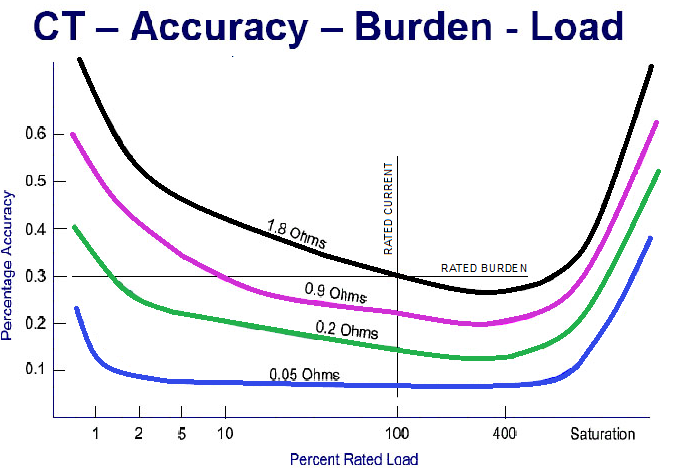 CT – Accuracy – Burden - Load
Percentage Accuracy
0.6
0.5
0.4
0.3
0.2
0.1
1.8 Ohms
RATED CURRENT
RATED BURDEN
0.9 Ohms
0.2 Ohms
0.05 Ohms
1 2 5 10 100 400 Saturation
Percent Rated Load